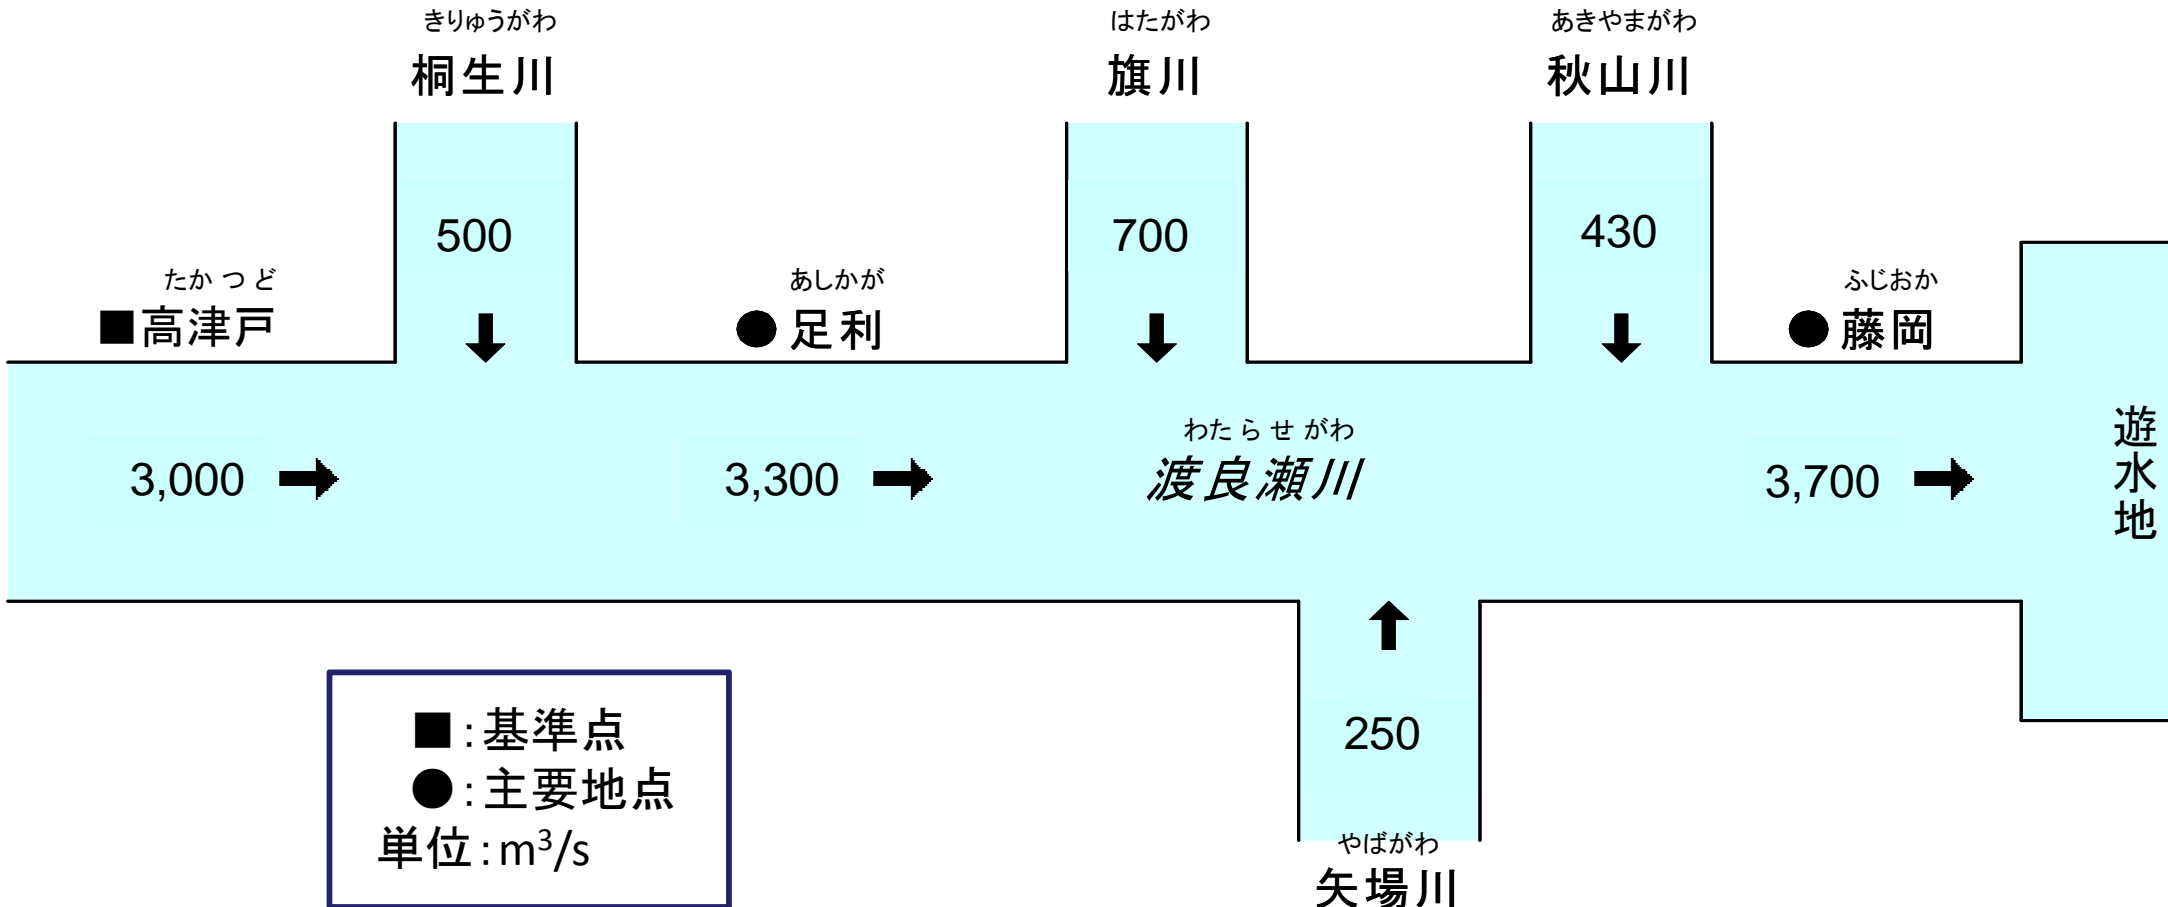 きりゅうがわ
桐生川
はたがわ
旗川
あきやまがわ
秋山川
500
700
430
たかつど
■高津戸
あしかが
●足利
ふじおか
●藤岡
わたらせがわ
渡良瀬川
3,000
3,300
3,700
遊水地
250
やばがわ
矢場川
■:基準点
●:主要地点
単位:m³/s